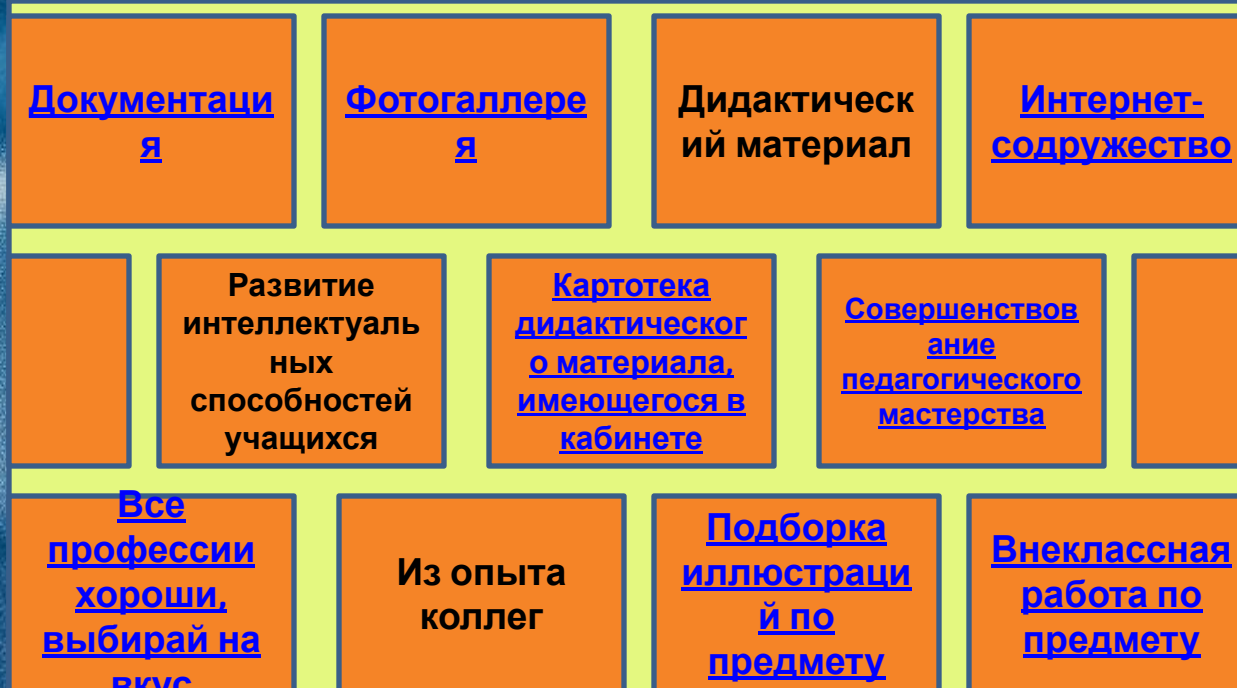 Документаци
я
Фотогаллере
я
Дидактическ
ий материал
Интернет-
содружество
Развитие
интеллектуаль
ных
способностей
учащихся
Картотека
дидактическог
о материала,
имеющегося в
кабинете
Совершенствов
ание
педагогического
мастерства
Все
профессии
хороши,
выбирай на
вкус
Из опыта
коллег
Подборка
иллюстраци
й по
предмету
Внеклассная
работа по
предмету